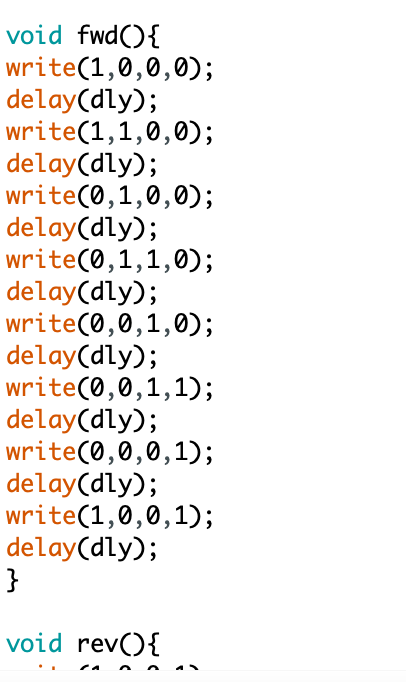 void fwd(){
write(1,0,0,0);
delay(dly);
write(1,1,0,0);
delay(dly);
write(0,1,0,0);
delay(dly);
write(0,1,1,0);
delay(dly);
write(0,0,1,0);
delay(dly);
write(0,0,1,1);
delay(dly);
write(0,0,0,1);
delay(dly);
write(1,0,0,1);
delay(dly);
}
void rev(){